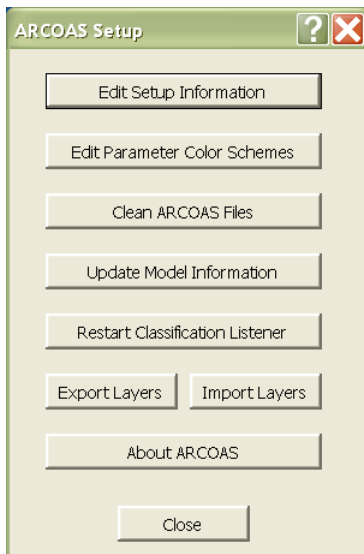 ARCOAS Setup
Edit Setup Information
Edit Parameter Color Schemes
Clean ARCOAS Files
Update Model Information
Restart Classification Listener
Export Layers Import Layers
About ARCOAS
Close